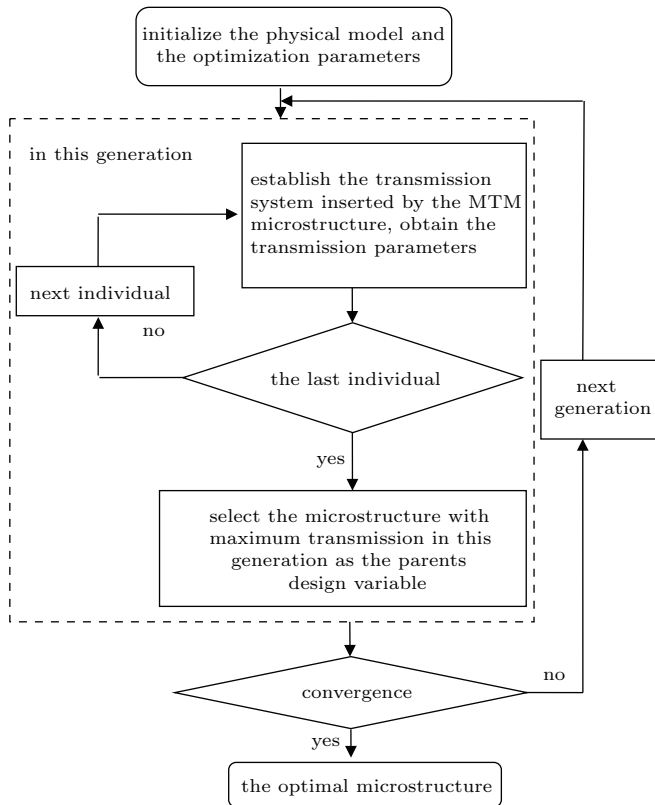 initialize the physical model and
the optimization parameters
in this generation
establish the transmission
system inserted by the MTM
microstructure, obtain the
transmission parameters
next individual
no
the last individual
next
generation
yes
select the microstructure with
maximum transmission in this
generation as the parents
design variable
no
convergence
yes
the optimal microstructure